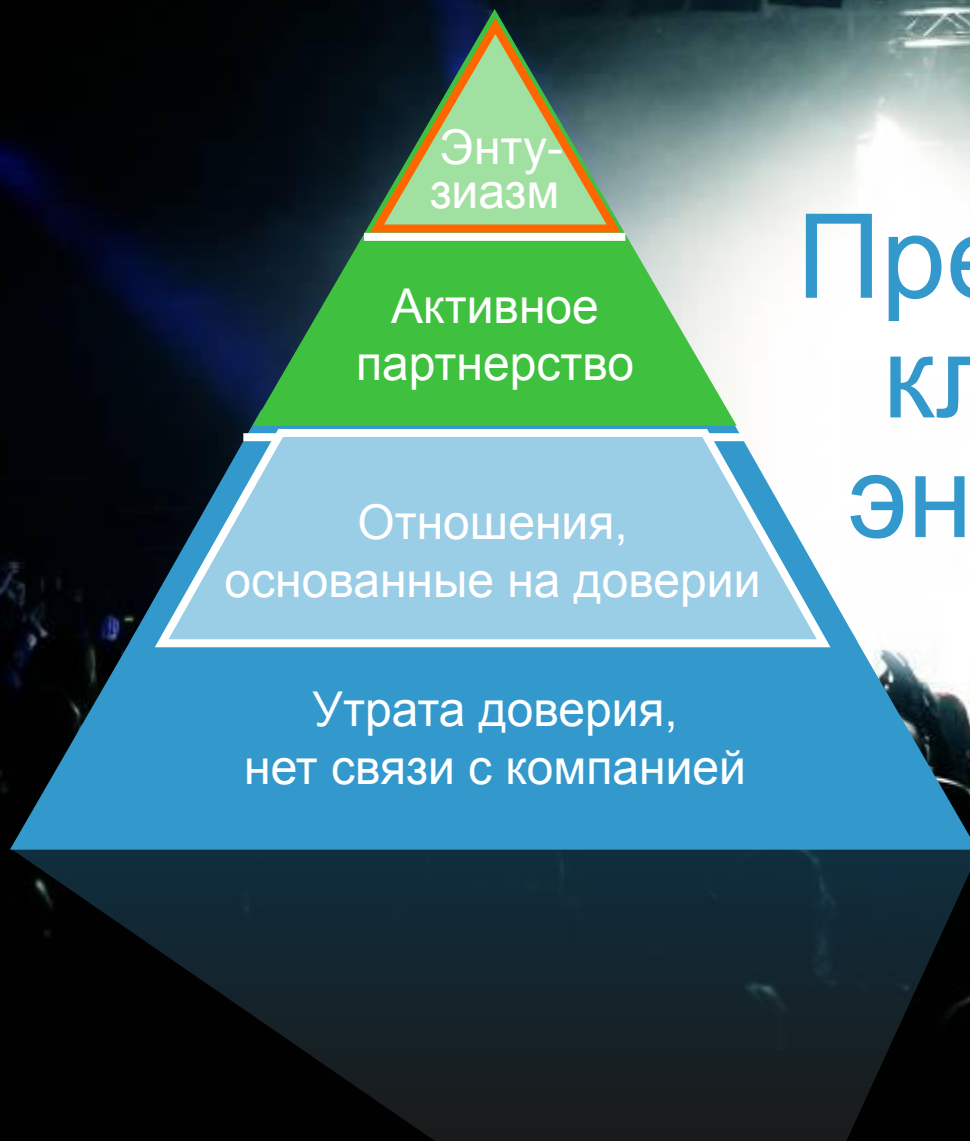 Энту-
зиазм
Активное
партнерство
Отношения,
основанные на доверии
Утрата доверия,
нет связи с компанией